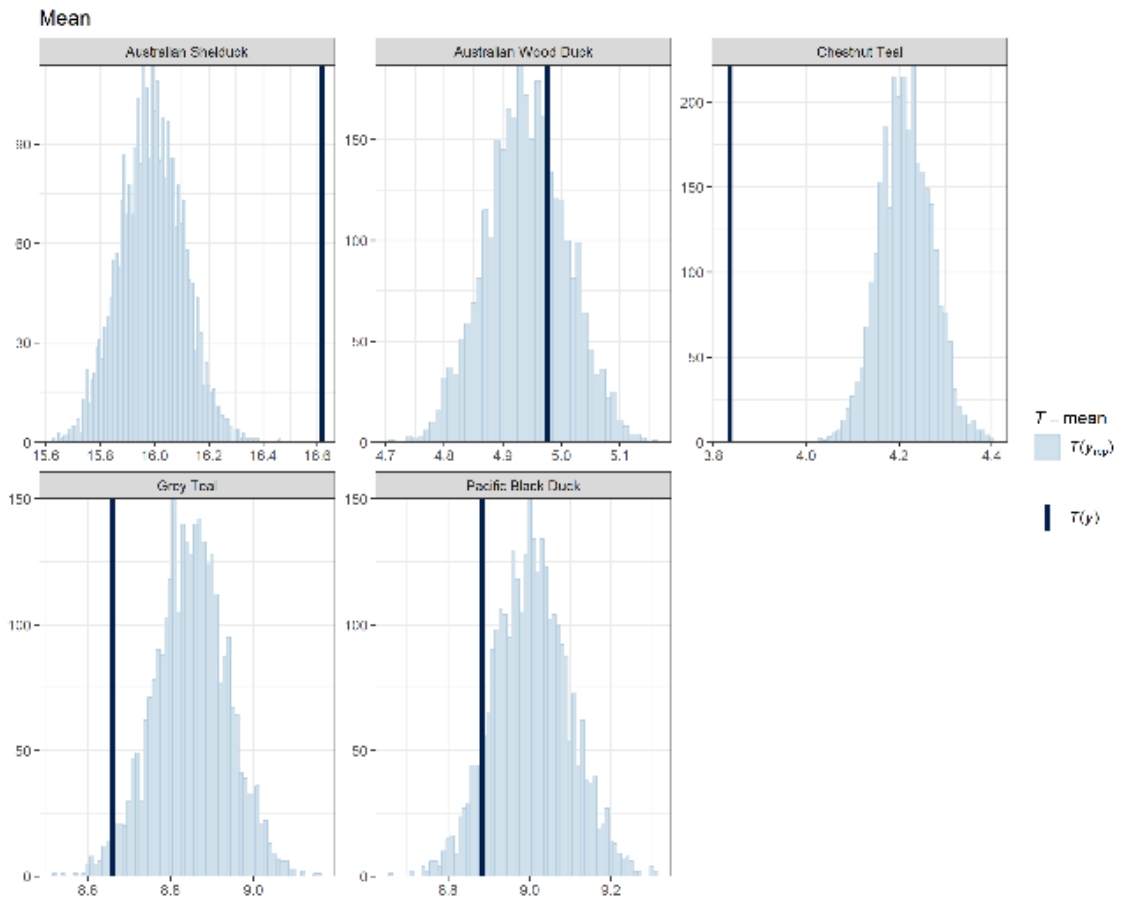 Mean
Australian Shelduck
Australian Wood Duck
Chestnut Teal
90
60
30
0
15.6 15.8 16.0 16.2 16.4 16.6
150
100
50
0
4.7 4.8 4.9 5.0 5.1
200
150
100
50
0
3.8 4.0 4.2 4.4
T = mean
T(yrep)
T(y)
Grey Teal
Pacific Black Duck
150
100
50
0
8.6 8.8 9.0
150
100
50
0
8.8 9.0 9.2